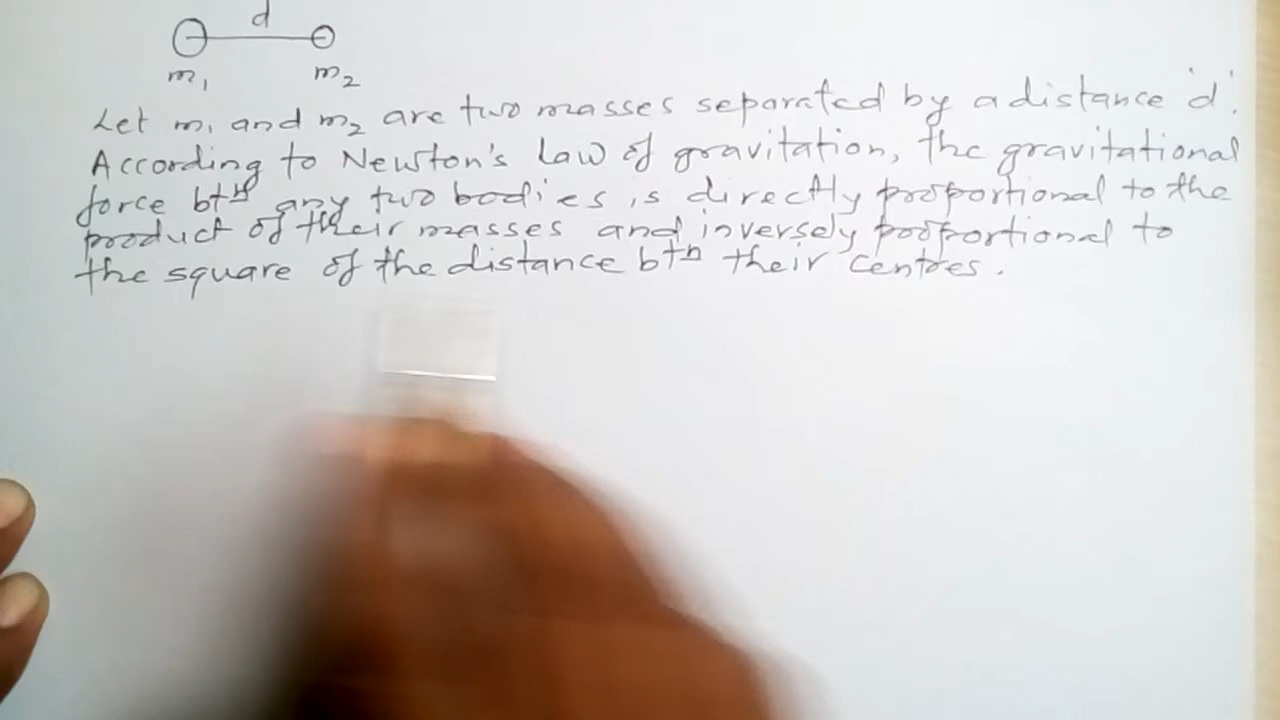 d
m₁ m₂
Let m₁ and m₂ are two masses separated by a distance 'd'.
According to Newton's Law of gravitation, the gravitational
force btⁿ any two bodies is directly proportional to the
product of their masses and inversely proportional to
the square of the distance btⁿ their centres.